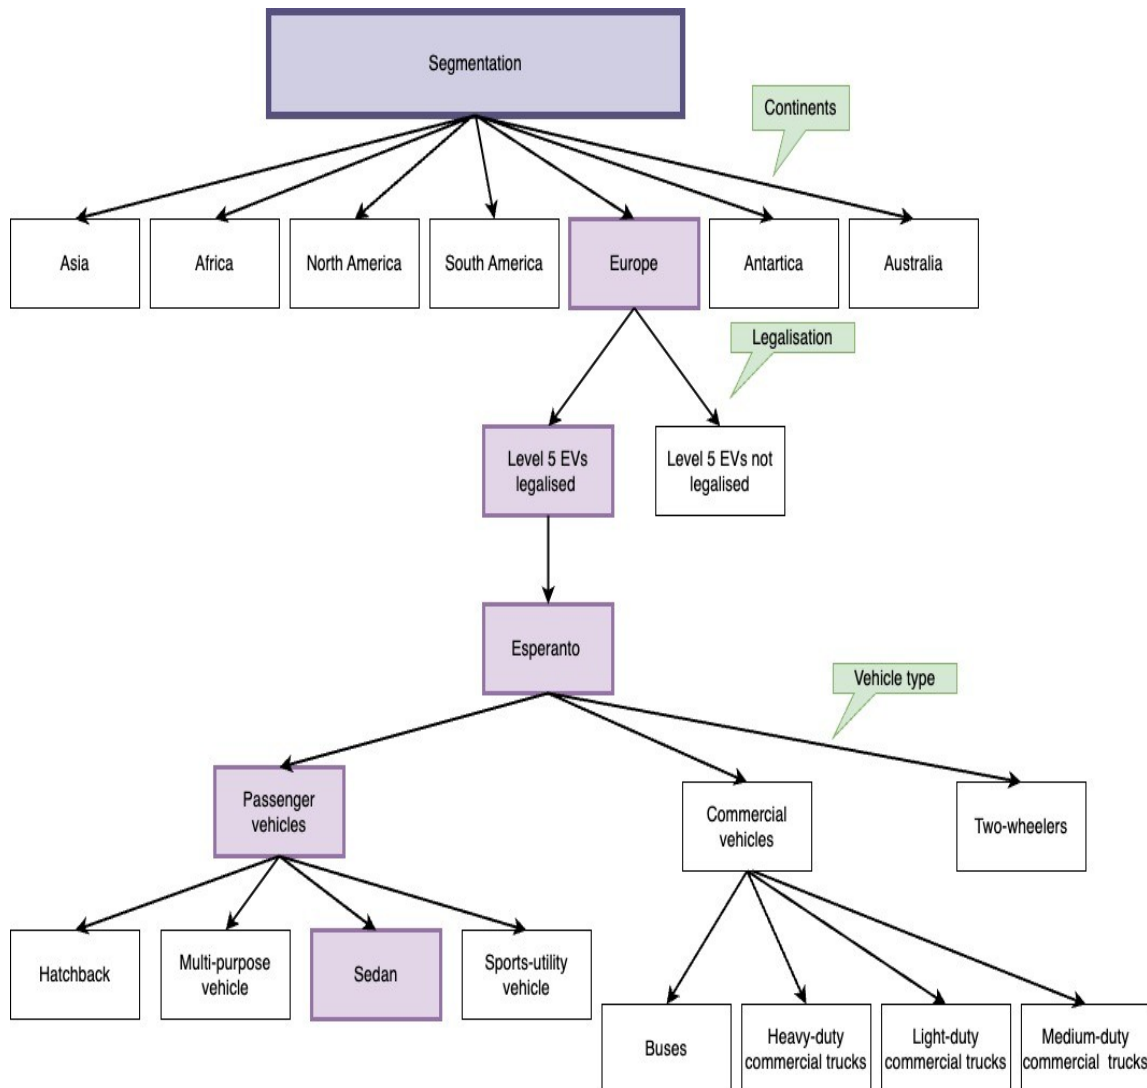 Segmentation
Continents
Asia
Africa
North America
South America
Europe
Antartica
Australia
Legalisation
Level 5 EVs
legalised
Level 5 EVs not
legalised
Esperanto
Vehicle type
Passenger
vehicles
Commercial
vehicles
Two-wheelers
Hatchback
Multi-purpose
vehicle
Sedan
Sports-utility
vehicle
Buses
Heavy-duty
commercial trucks
Light-duty
commercial trucks
Medium-duty
commercial trucks